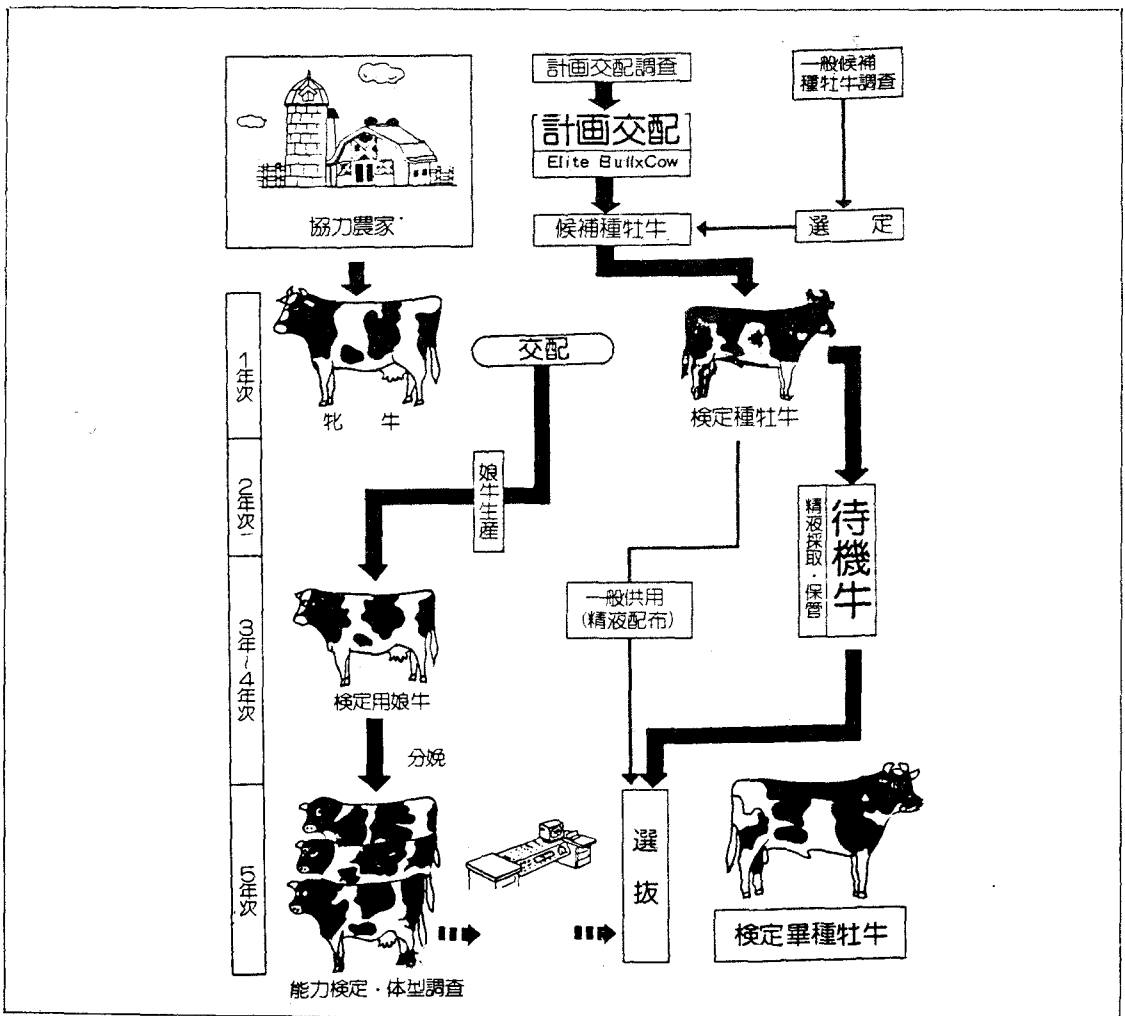 計画交配調査
一般候補
種牡牛調査
計画交配
Elite BullxCow
協力農家
候補種牡牛
選 定
1年次
2年次
3年~4年次
5年次
牝 牛
交配
検定種牡牛
娘牛生産
待機牛
精液採取・保管
一般供用
(精液配布)
検定用娘牛
分娩
選抜
検定畢種牡牛
能力検定・体型調査